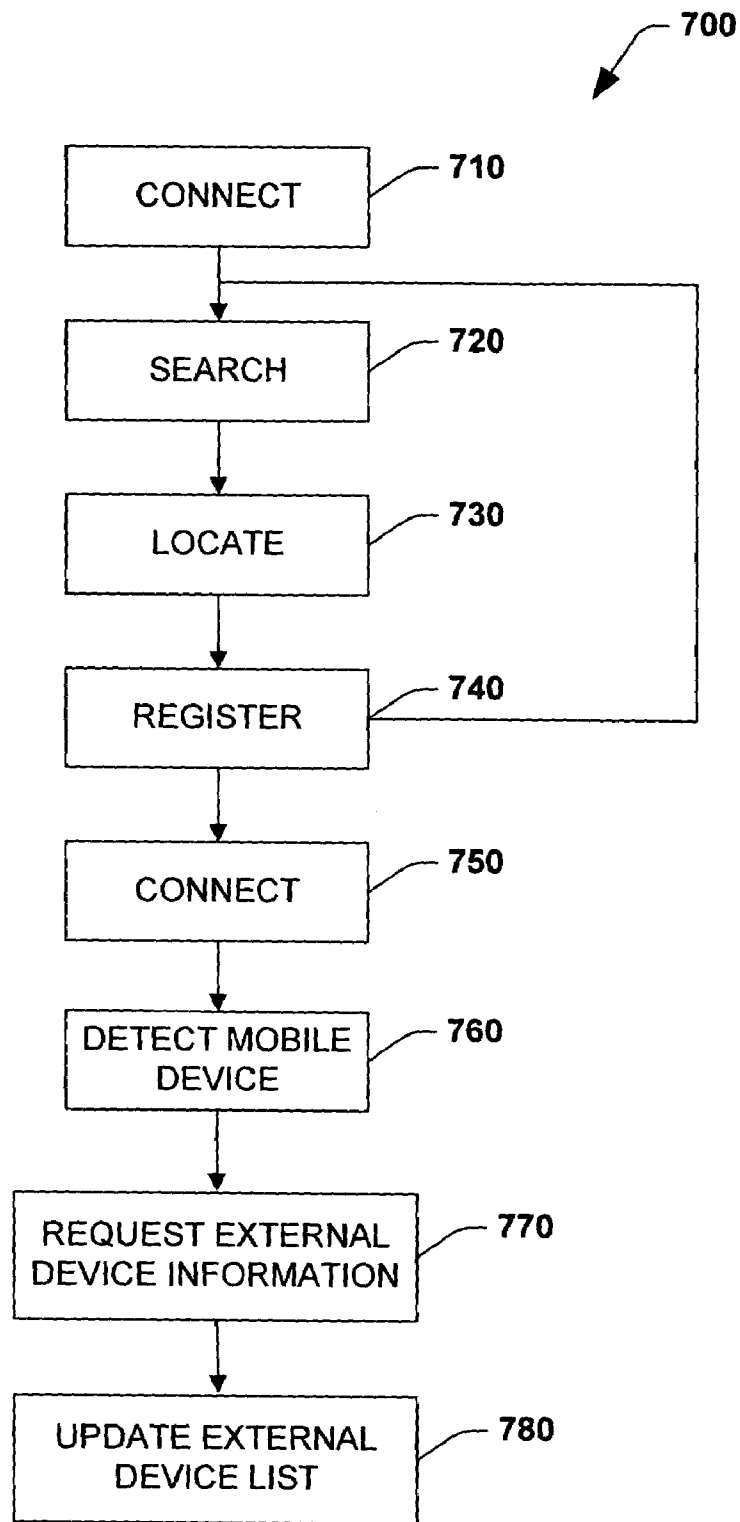 700
CONNECT
710
SEARCH
720
LOCATE
730
REGISTER
740
CONNECT
750
DETECT MOBILE
DEVICE
760
REQUEST EXTERNAL
DEVICE INFORMATION
770
UPDATE EXTERNAL
DEVICE LIST
780